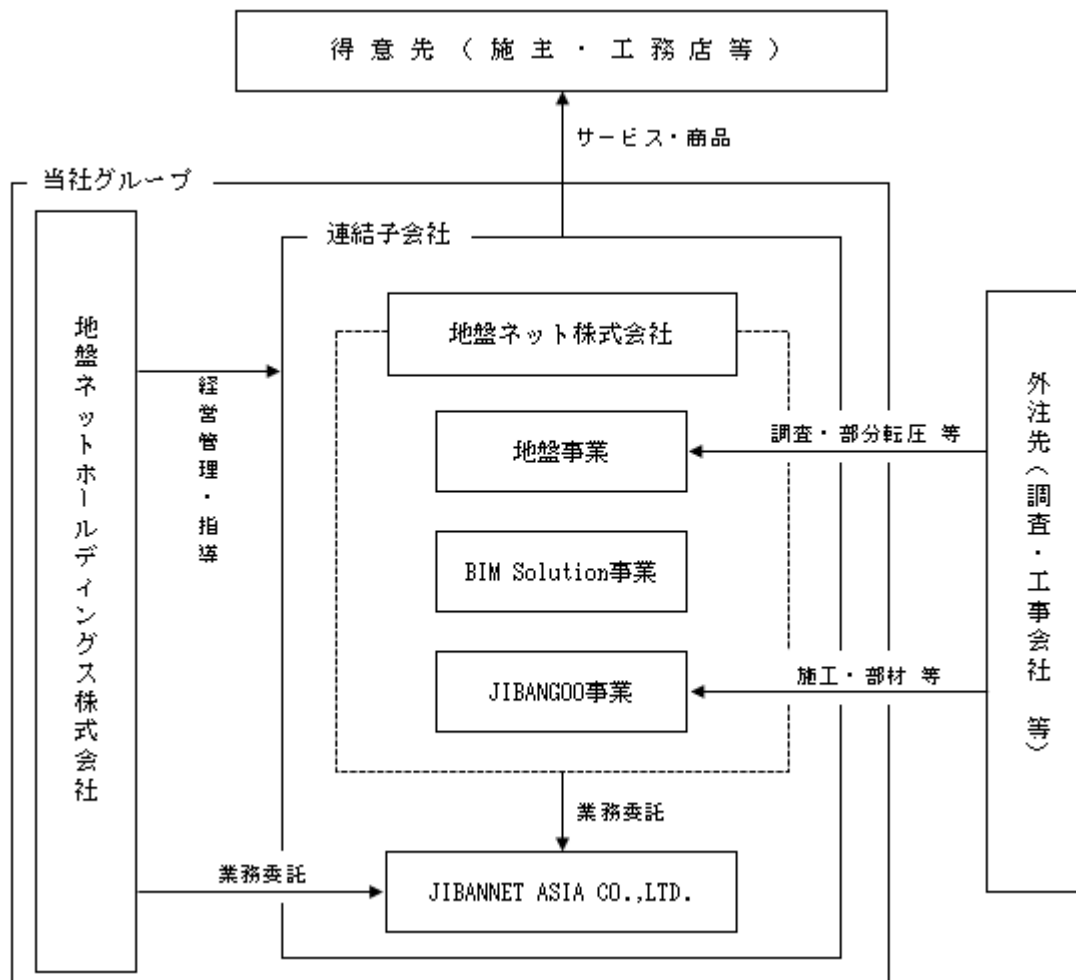 得意先(施主・工務店等)
サービス・商品
当社グループ
連結子会社
地盤ネットホールディングス株式会社
経営管理・指導
地盤ネット株式会社
地盤事業
調査・部分転圧 等
外注先(調査・工事会社 等)
BIM Solution事業
JIBANGOO事業
施工・部材 等
業務委託
業務委託
JIBANNET ASIA CO.,LTD.